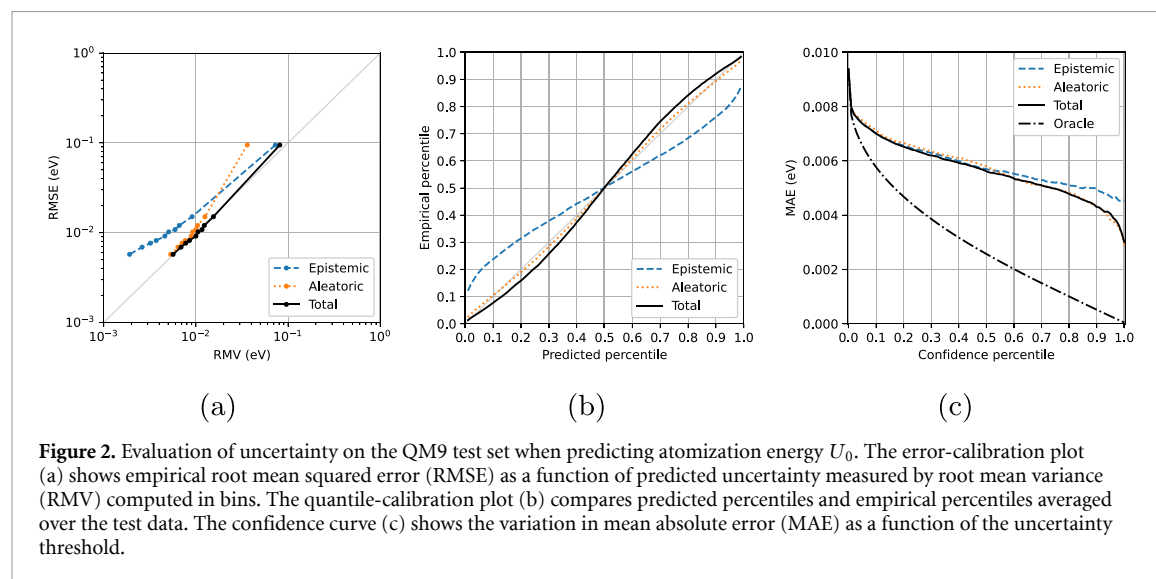 10⁰
10⁻¹
10⁻²
10⁻³
RMSE (eV)
10⁻³ 10⁻² 10⁻¹ 10⁰
RMV (eV)
Epistemic
Aleatoric
Total
(a)
1.0
0.9
0.8
0.7
0.6
0.5
0.4
0.3
0.2
0.1
0.0
Empirical percentile
0.0 0.1 0.2 0.3 0.4 0.5 0.6 0.7 0.8 0.9 1.0
Predicted percentile
Epistemic
Aleatoric
Total
(b)
0.010
0.008
0.006
0.004
0.002
0.000
MAE (eV)
0.0 0.1 0.2 0.3 0.4 0.5 0.6 0.7 0.8 0.9 1.0
Confidence percentile
Epistemic
Aleatoric
Total
Oracle
(c)
Figure 2. Evaluation of uncertainty on the QM9 test set when predicting atomization energy U₀. The error-calibration plot
(a) shows empirical root mean squared error (RMSE) as a function of predicted uncertainty measured by root mean variance
(RMV) computed in bins. The quantile-calibration plot (b) compares predicted percentiles and empirical percentiles averaged
over the test data. The confidence curve (c) shows the variation in mean absolute error (MAE) as a function of the uncertainty
threshold.